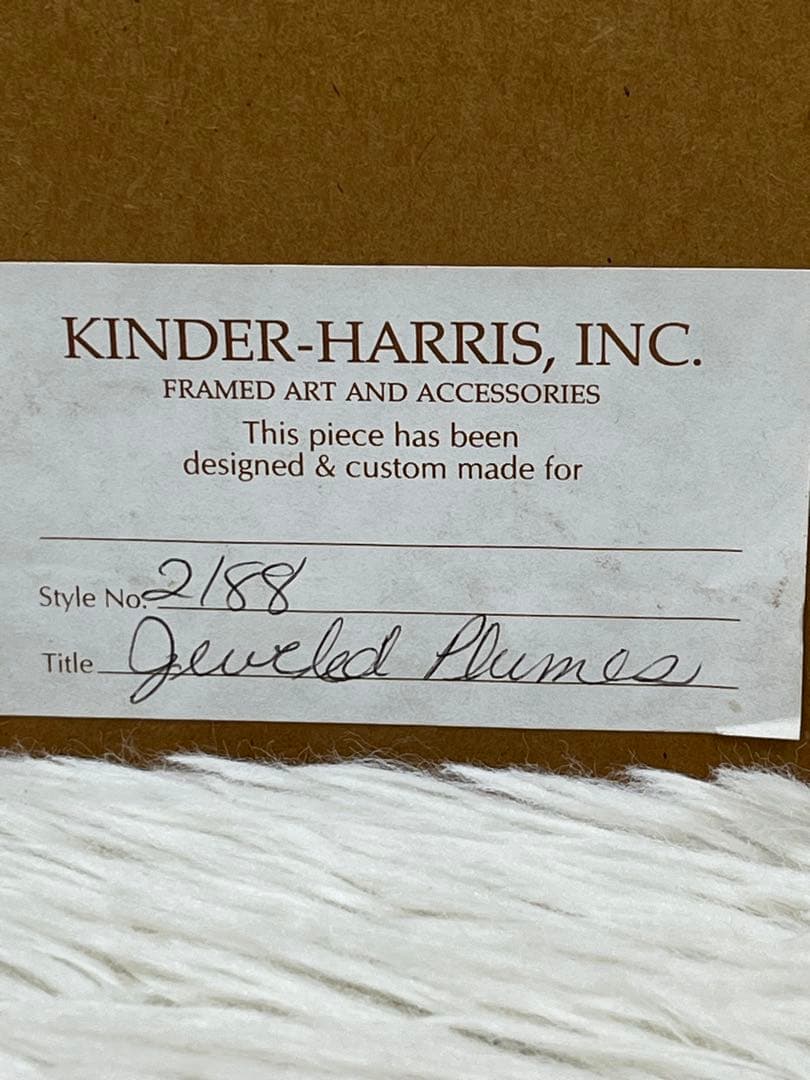 KINDER-HARRIS, INC.
FRAMED ART AND ACCESSORIES
This piece has been
designed & custom made for
Style No. 2188
Title Jeweled Plumes